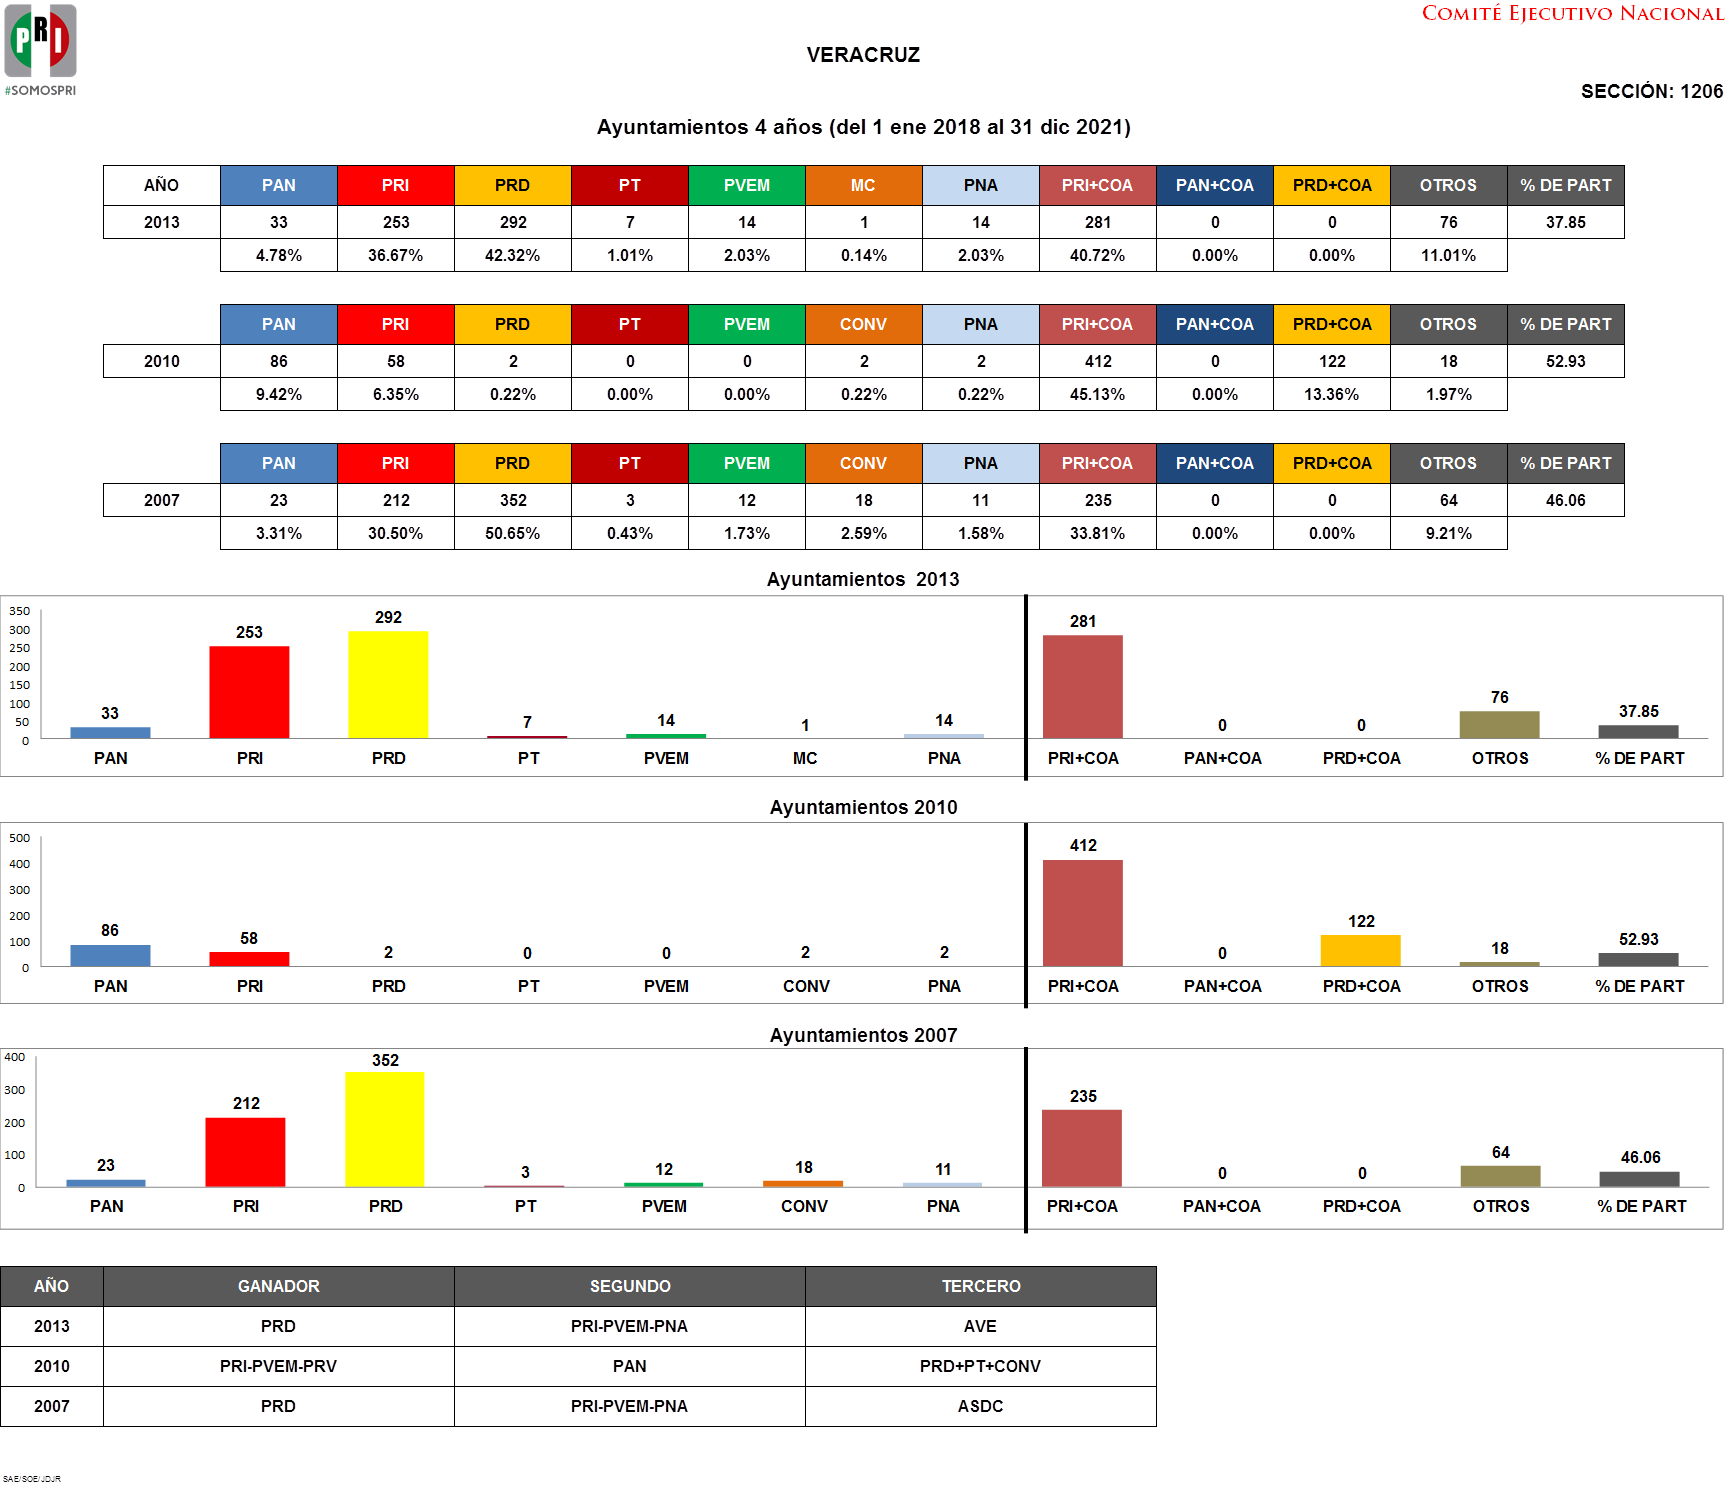 PRI
#SOMOSPRI
COMITÉ EJECUTIVO NACIONAL
VERACRUZ
SECCIÓN: 1206
Ayuntamientos 4 años (del 1 ene 2018 al 31 dic 2021)
AÑO PAN PRI PRD PT PVEM MC PNA PRI+COA PAN+COA PRD+COA OTROS % DE PART
2013 33 253 292 7 14 1 14 281 0 0 76 37.85
4.78% 36.67% 42.32% 1.01% 2.03% 0.14% 2.03% 40.72% 0.00% 0.00% 11.01%
PAN PRI PRD PT PVEM CONV PNA PRI+COA PAN+COA PRD+COA OTROS % DE PART
2010 86 58 2 0 0 2 2 412 0 122 18 52.93
9.42% 6.35% 0.22% 0.00% 0.00% 0.22% 0.22% 45.13% 0.00% 13.36% 1.97%
PAN PRI PRD PT PVEM CONV PNA PRI+COA PAN+COA PRD+COA OTROS % DE PART
2007 23 212 352 3 12 18 11 235 0 0 64 46.06
3.31% 30.50% 50.65% 0.43% 1.73% 2.59% 1.58% 33.81% 0.00% 0.00% 9.21%
Ayuntamientos 2013
350
300
250
200
150
100
50
0
33 253 292 7 14 1 14 281 0 0 76 37.85
PAN PRI PRD PT PVEM MC PNA PRI+COA PAN+COA PRD+COA OTROS % DE PART
Ayuntamientos 2010
500
400
300
200
100
0
86 58 2 0 0 2 2 412 0 122 18 52.93
PAN PRI PRD PT PVEM CONV PNA PRI+COA PAN+COA PRD+COA OTROS % DE PART
Ayuntamientos 2007
400
300
200
100
0
23 212 352 3 12 18 11 235 0 0 64 46.06
PAN PRI PRD PT PVEM CONV PNA PRI+COA PAN+COA PRD+COA OTROS % DE PART
AÑO GANADOR SEGUNDO TERCERO
2013 PRD PRI-PVEM-PNA AVE
2010 PRI-PVEM-PRV PAN PRD+PT+CONV
2007 PRD PRI-PVEM-PNA ASDC
SAE/SOE/JDJR